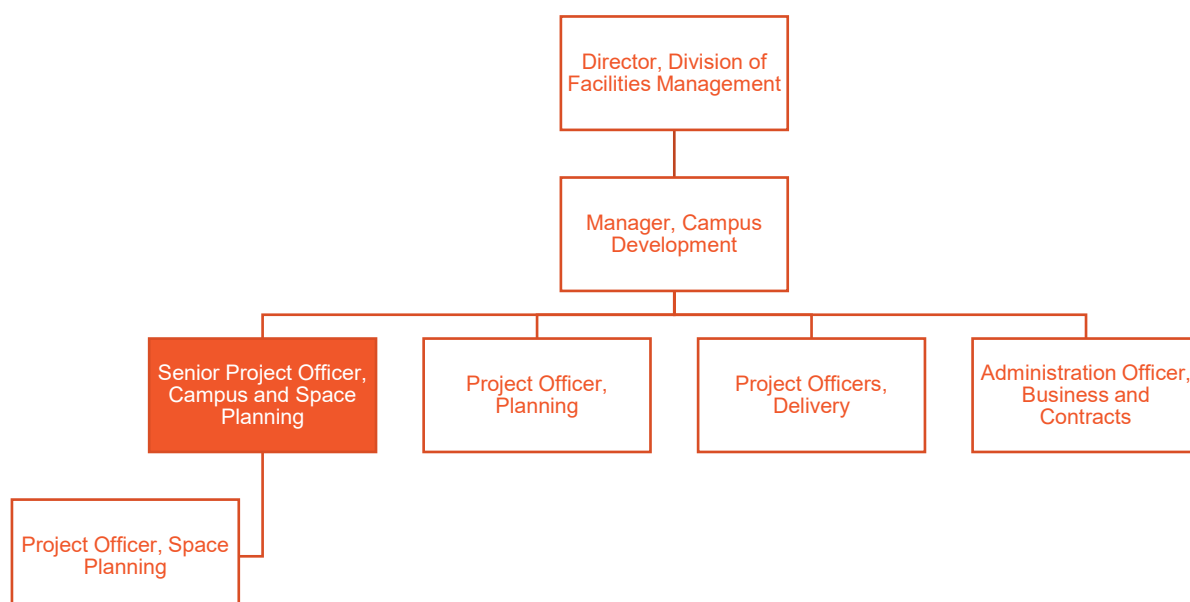 Director, Division of
Facilities Management
Manager, Campus
Development
Senior Project Officer,
Campus and Space
Planning
Project Officer,
Planning
Project Officers,
Delivery
Administration Officer,
Business and
Contracts
Project Officer, Space
Planning